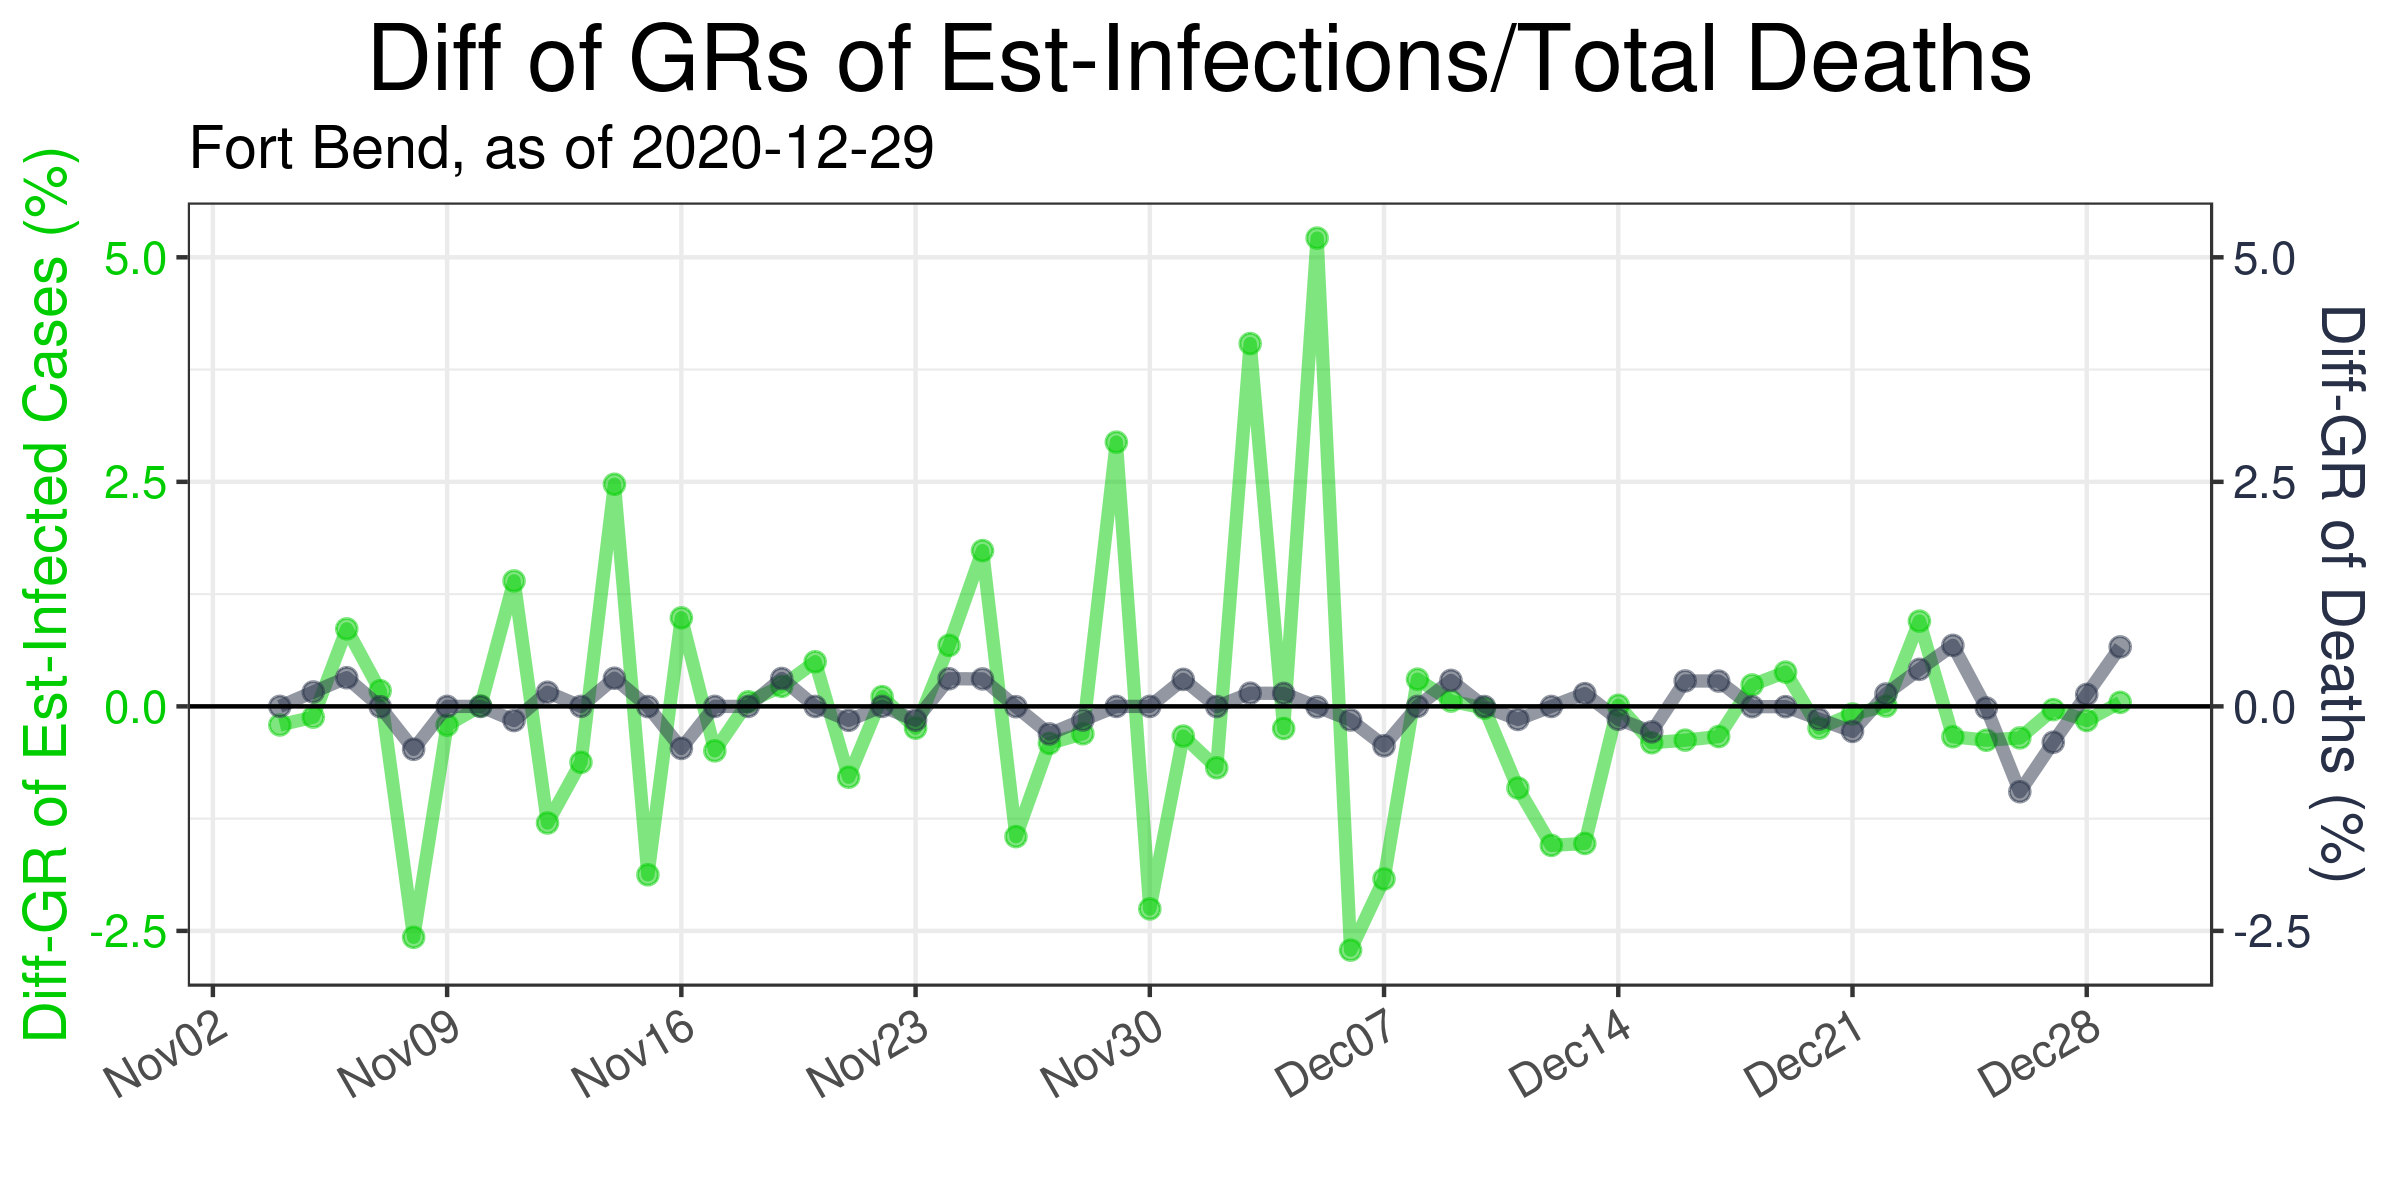 Diff of GRs of Est-Infections/Total Deaths
Fort Bend, as of 2020-12-29
Diff-GR of Est-Infected Cases (%)
5.0
2.5
0.0
-2.5
5.0
2.5
0.0
-2.5
Diff-GR of Deaths (%)
Nov02
Nov09
Nov16
Nov23
Nov30
Dec07
Dec14
Dec21
Dec28